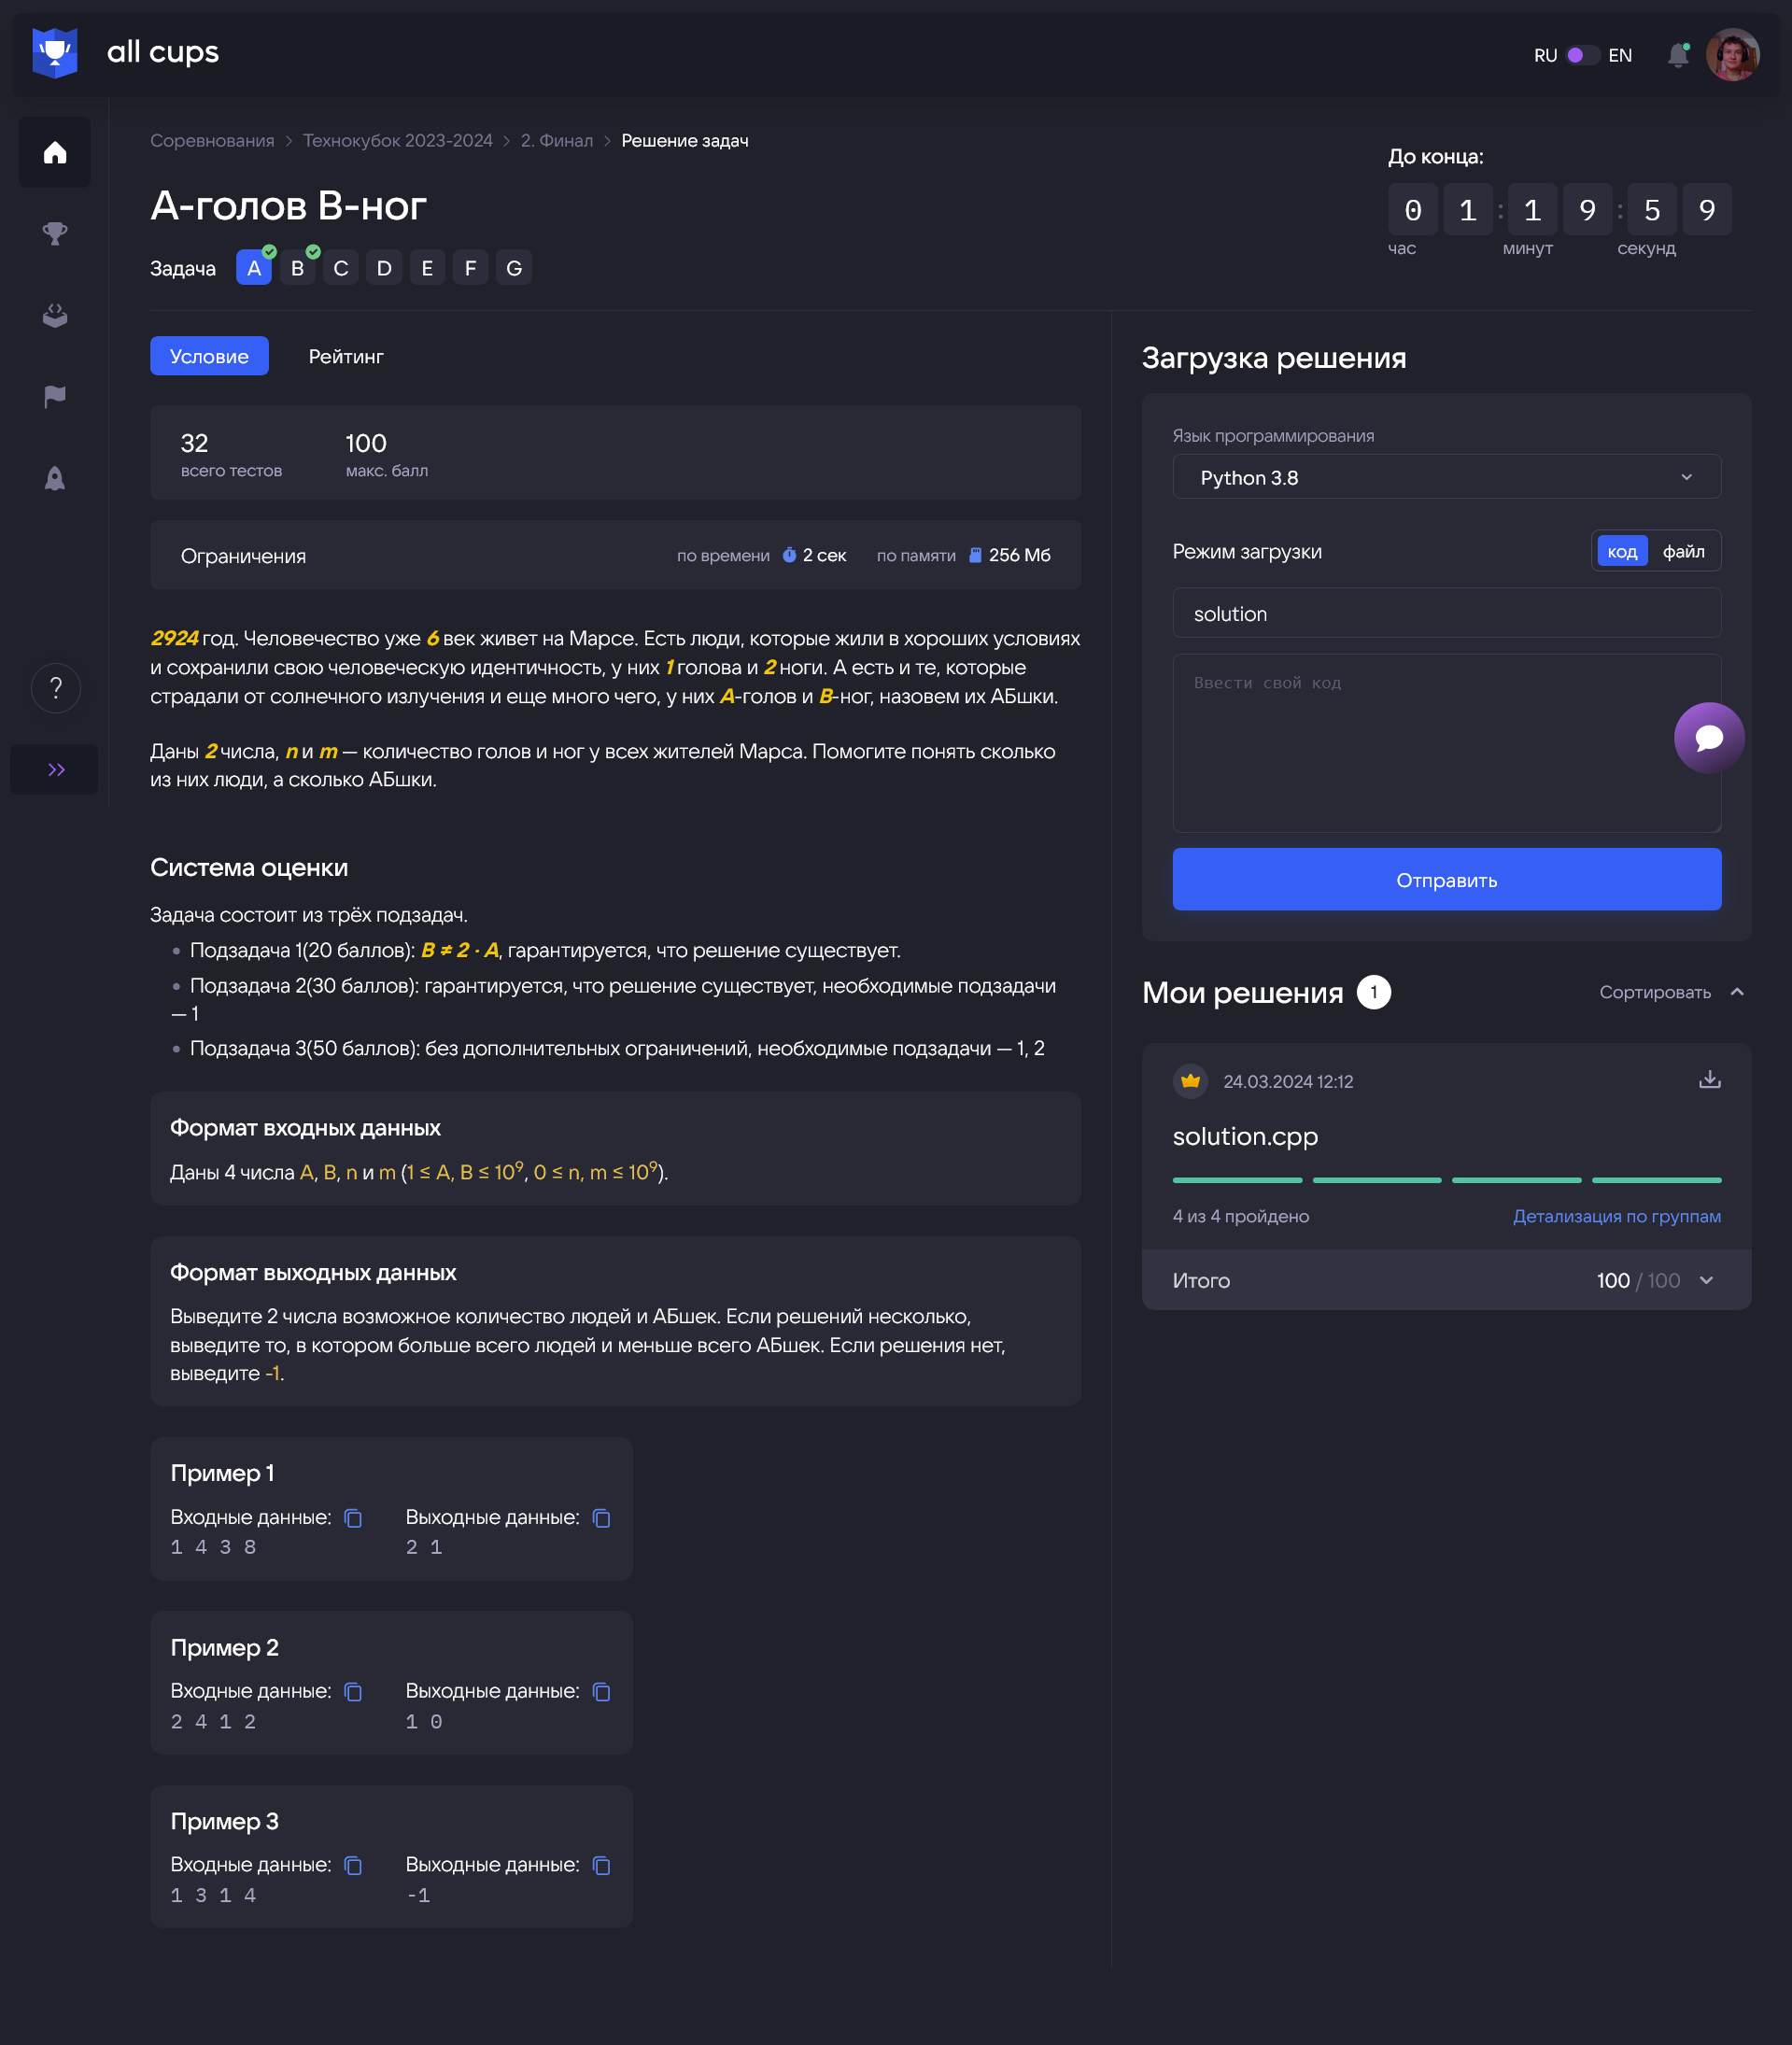 all cups
RU EN
Соревнования > Технокубок 2023-2024 > 2. Финал > Решение задач
До конца:
А-голов В-ног
0 1 : 1 9 : 5 9
час минут секунд
Задача A B C D E F G
Условие Рейтинг
32 100
всего тестов макс. балл
Ограничения по времени 2 сек по памяти 256 Мб
2924 год. Человечество уже 6 век живет на Марсе. Есть люди, которые жили в хороших условиях
и сохранили свою человеческую идентичность, у них 1 голова и 2 ноги. А есть и те, которые
страдали от солнечного излучения и еще много чего, у них A-голов и B-ног, назовем их АБшки.
Даны 2 числа, n и m — количество голов и ног у всех жителей Марса. Помогите понять сколько
из них люди, а сколько АБшки.
Система оценки
Задача состоит из трёх подзадач.
• Подзадача 1(20 баллов): B ≠ 2 · A, гарантируется, что решение существует.
• Подзадача 2(30 баллов): гарантируется, что решение существует, необходимые подзадачи
— 1
• Подзадача 3(50 баллов): без дополнительных ограничений, необходимые подзадачи — 1, 2
Формат входных данных
Даны 4 числа A, B, n и m (1 ≤ A, B ≤ 10⁹, 0 ≤ n, m ≤ 10⁹).
Формат выходных данных
Выведите 2 числа возможное количество людей и АБшек. Если решений несколько,
выведите то, в котором больше всего людей и меньше всего АБшек. Если решения нет,
выведите -1.
Пример 1
Входные данные: Выходные данные:
1 4 3 8 2 1
Пример 2
Входные данные: Выходные данные:
2 4 1 2 1 0
Пример 3
Входные данные: Выходные данные:
1 3 1 4 -1
Загрузка решения
Язык программирования
Python 3.8
Режим загрузки код файл
solution
Ввести свой код
Отправить
Мои решения 1 Сортировать
24.03.2024 12:12
solution.cpp
4 из 4 пройдено Детализация по группам
Итого 100 / 100
?